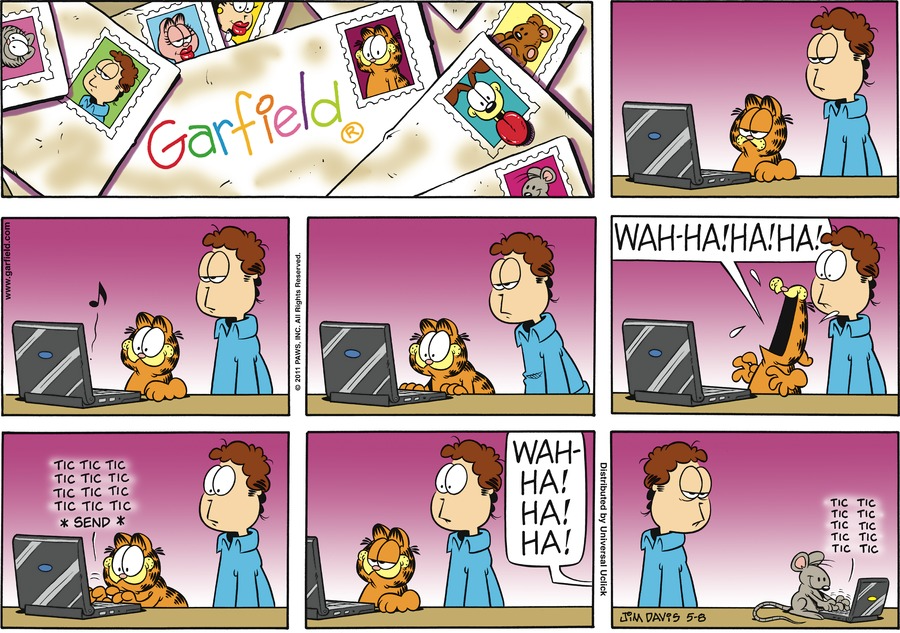 Garfield®
www.garfield.com
© 2011 PAWS, INC. All Rights Reserved.
WAH-HA!HA!HA!
TIC TIC TIC
TIC TIC TIC
TIC TIC TIC
TIC TIC TIC
* SEND *
WAH-
HA!
HA!
HA!
Distributed by Universal Uclick
TIC TIC
TIC TIC
TIC TIC
TIC TIC
TIC TIC
JIM DAVIS 5-8